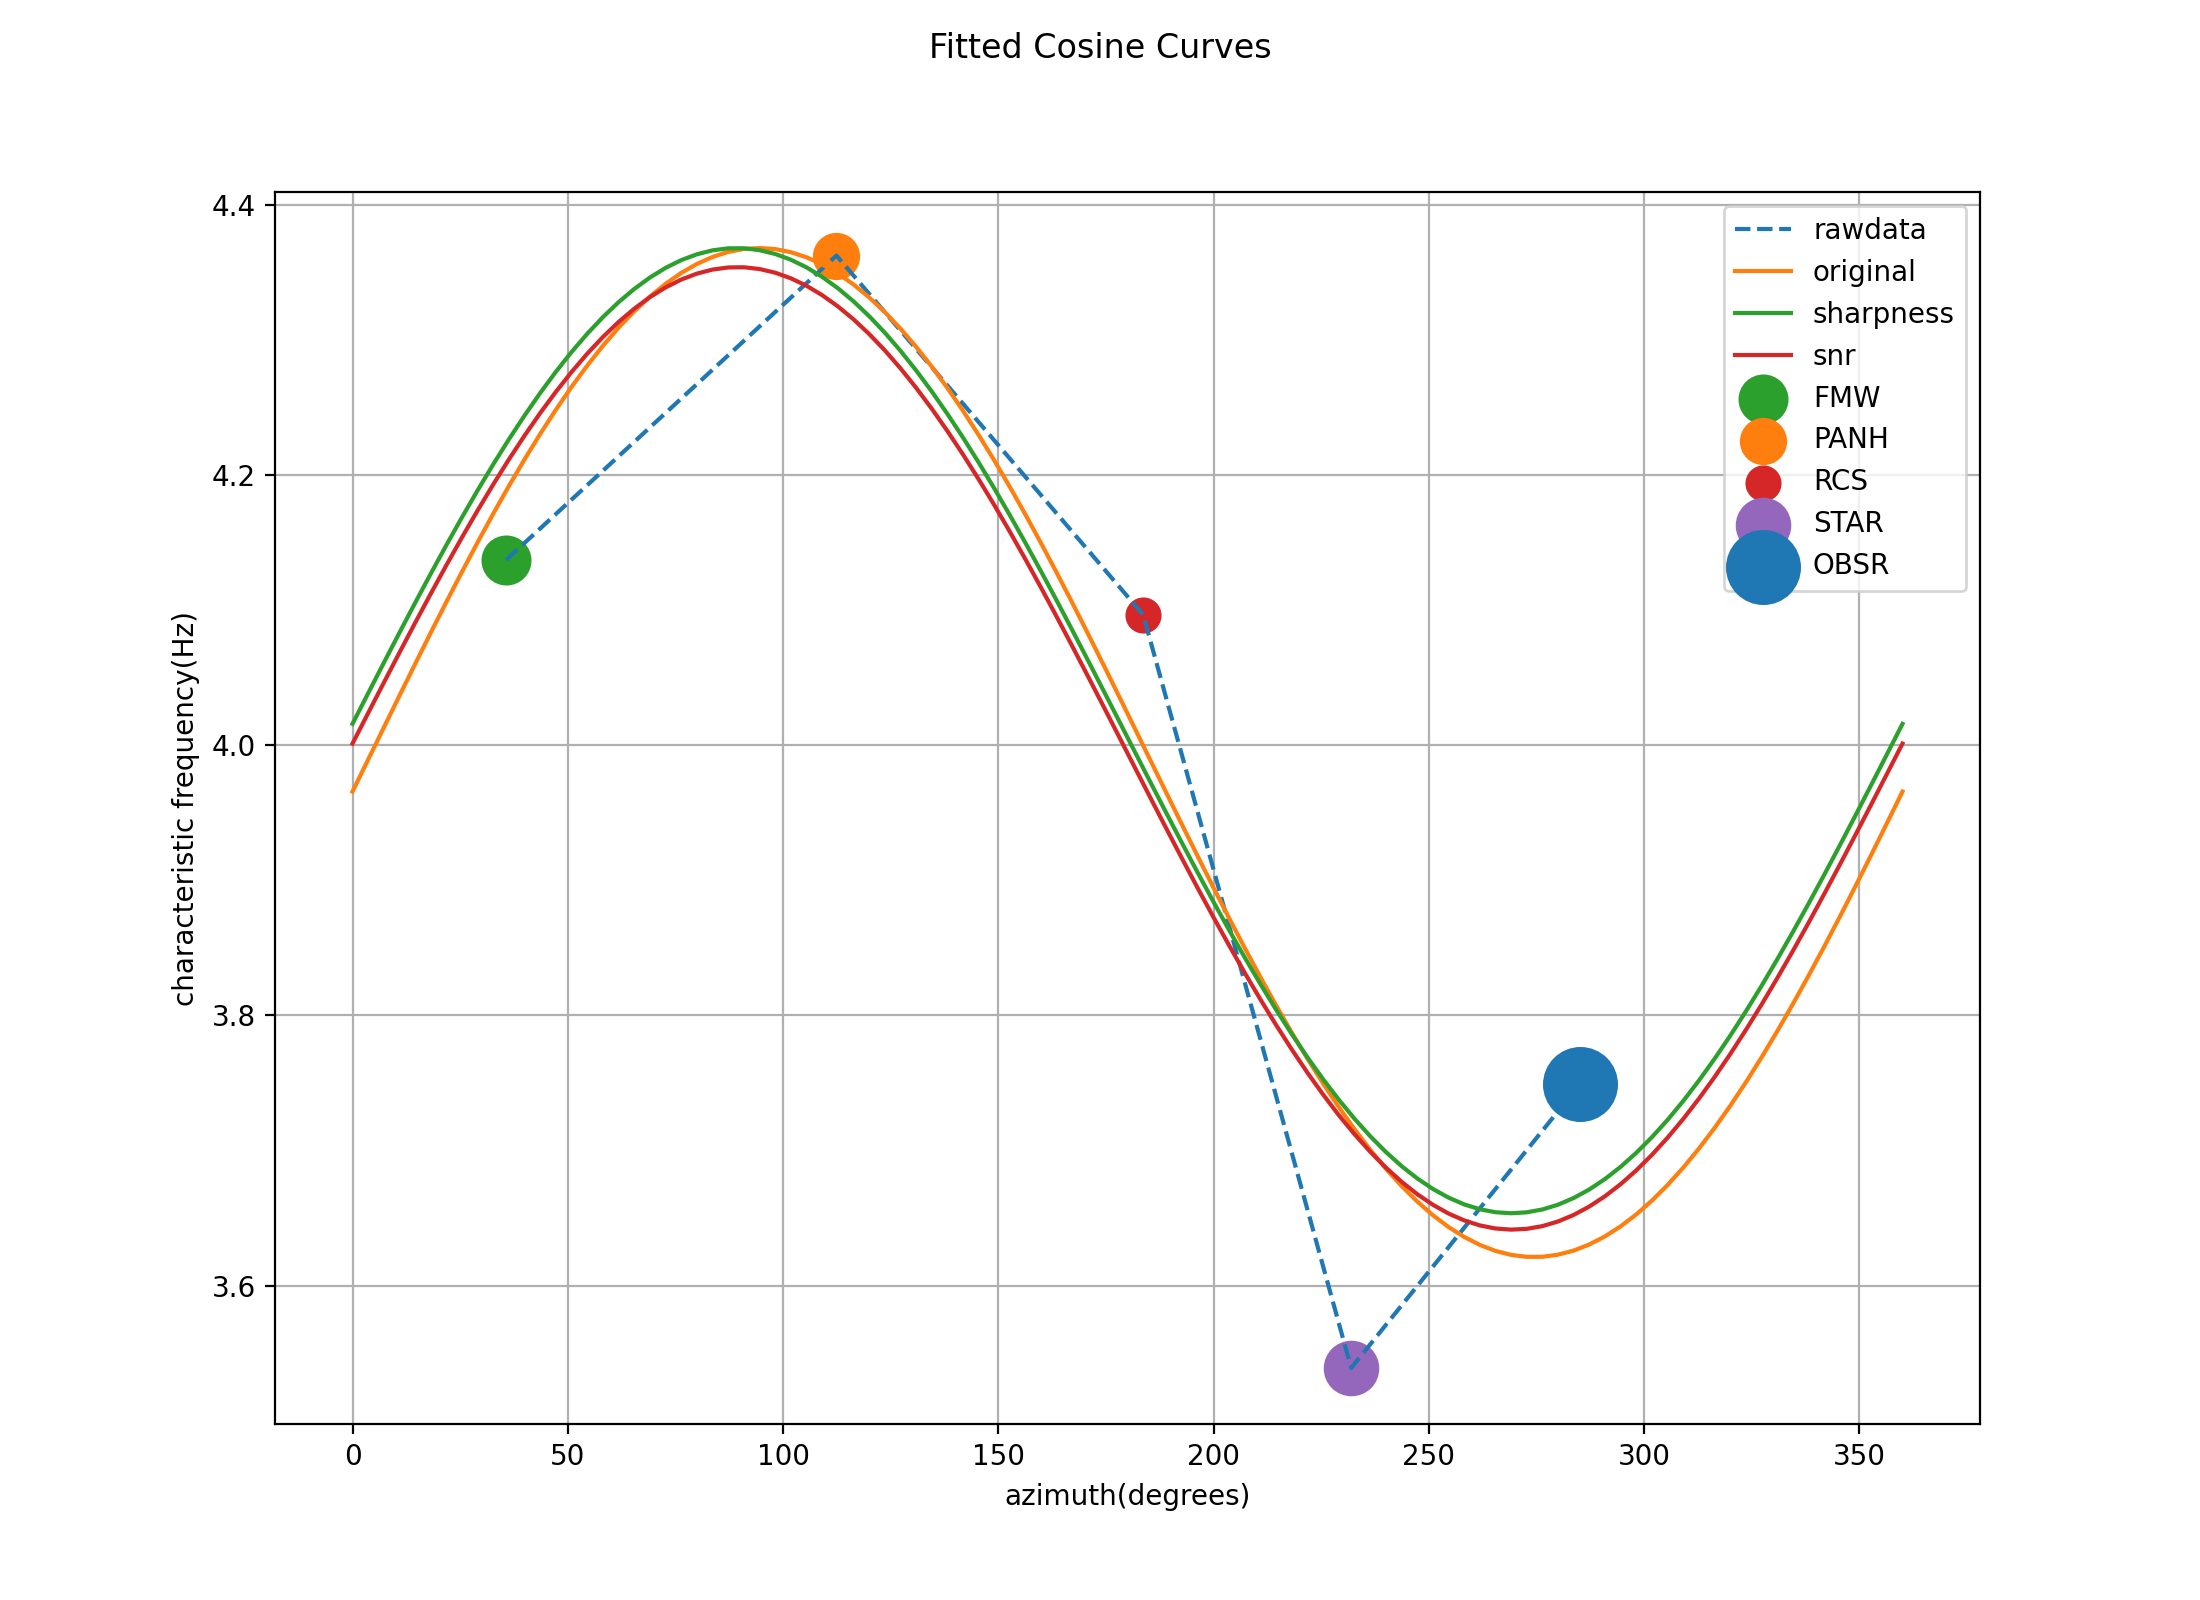 Fitted Cosine Curves
4.4
4.2
4.0
3.8
3.6
characteristic frequency(Hz)
rawdata
original
sharpness
snr
FMW
PANH
RCS
STAR
OBSR
0 50 100 150 200 250 300 350
azimuth(degrees)